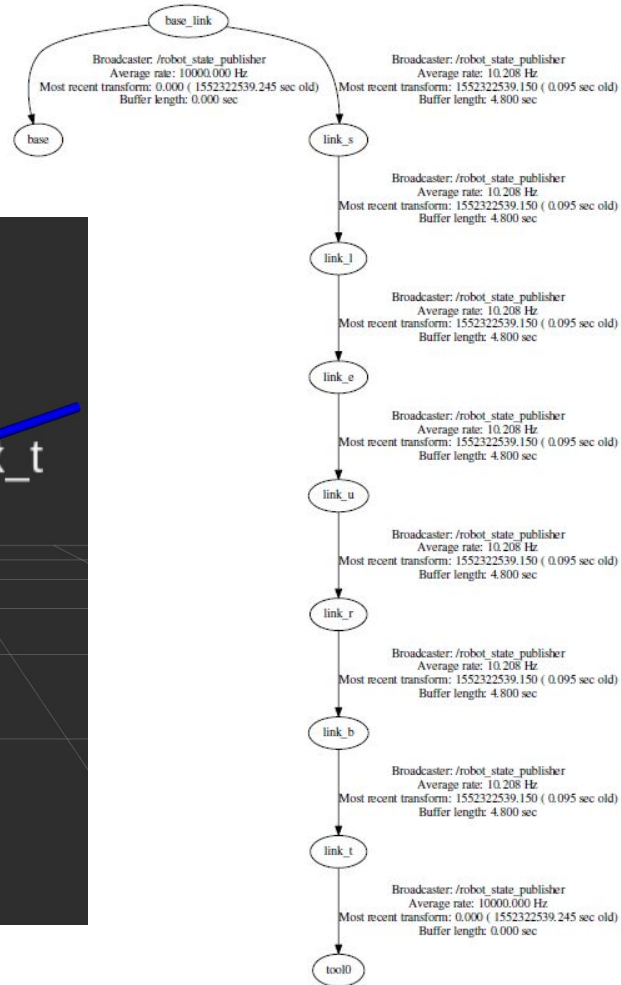 base_link
Broadcaster: /robot_state_publisher
Average rate: 10000.000 Hz
Most recent transform: 0.000 ( 1552322539.245 sec old)
Buffer length: 0.000 sec
Broadcaster: /robot_state_publisher
Average rate: 10.208 Hz
Most recent transform: 1552322539.150 ( 0.095 sec old)
Buffer length: 4.800 sec
base
link_s
Broadcaster: /robot_state_publisher
Average rate: 10.208 Hz
Most recent transform: 1552322539.150 ( 0.095 sec old)
Buffer length: 4.800 sec
link_l
Broadcaster: /robot_state_publisher
Average rate: 10.208 Hz
Most recent transform: 1552322539.150 ( 0.095 sec old)
Buffer length: 4.800 sec
link_e
Broadcaster: /robot_state_publisher
Average rate: 10.208 Hz
Most recent transform: 1552322539.150 ( 0.095 sec old)
Buffer length: 4.800 sec
k_t
link_u
Broadcaster: /robot_state_publisher
Average rate: 10.208 Hz
Most recent transform: 1552322539.150 ( 0.095 sec old)
Buffer length: 4.800 sec
link_r
Broadcaster: /robot_state_publisher
Average rate: 10.208 Hz
Most recent transform: 1552322539.150 ( 0.095 sec old)
Buffer length: 4.800 sec
link_b
Broadcaster: /robot_state_publisher
Average rate: 10.208 Hz
Most recent transform: 1552322539.150 ( 0.095 sec old)
Buffer length: 4.800 sec
link_t
Broadcaster: /robot_state_publisher
Average rate: 10000.000 Hz
Most recent transform: 0.000 ( 1552322539.245 sec old)
Buffer length: 0.000 sec
tool0